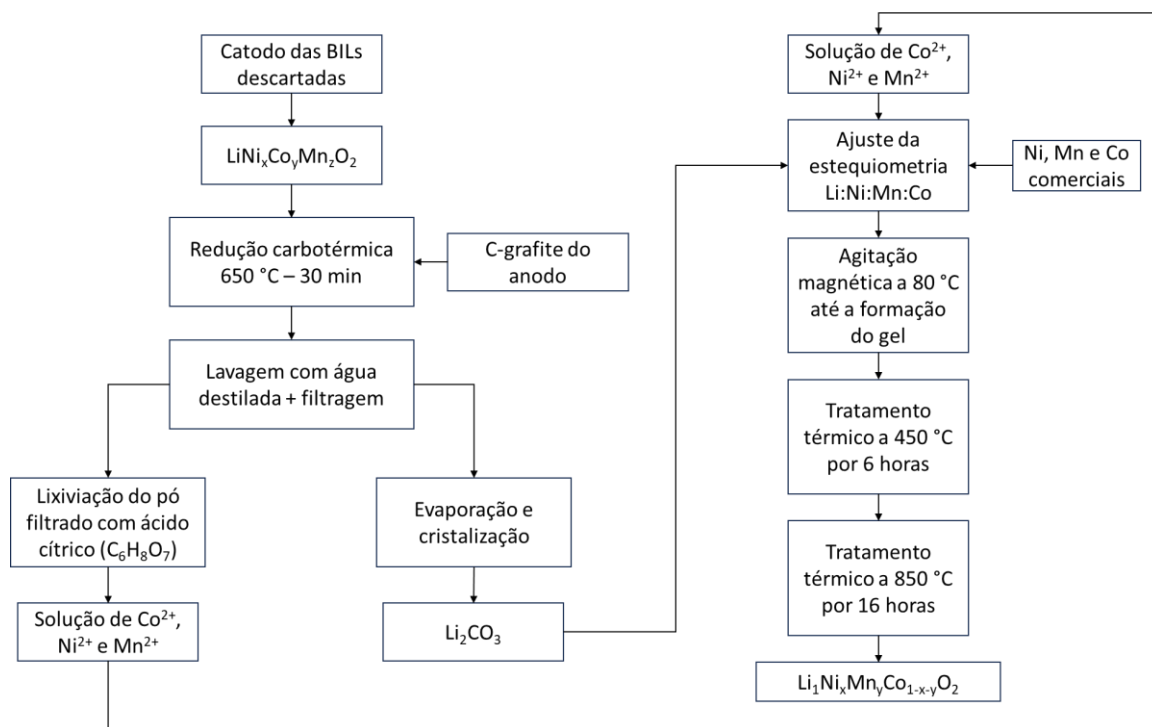 Catodo das BILs
descartadas
LiNiₓCoᵧMn_zO₂
Redução carbotérmica
650 °C – 30 min
C-grafite do
anodo
Lavagem com água
destilada + filtragem
Lixiviação do pó
filtrado com ácido
cítrico (C₆H₈O₇)
Solução de Co²⁺,
Ni²⁺ e Mn²⁺
Evaporação e
cristalização
Li₂CO₃
Solução de Co²⁺,
Ni²⁺ e Mn²⁺
Ajuste da
estequiometria
Li:Ni:Mn:Co
Ni, Mn e Co
comerciais
Agitação
magnética a 80 °C
até a formação
do gel
Tratamento
térmico a 450 °C
por 6 horas
Tratamento
térmico a 850 °C
por 16 horas
Li₁NiₓMnᵧCo₁₋ₓ₋ᵧO₂